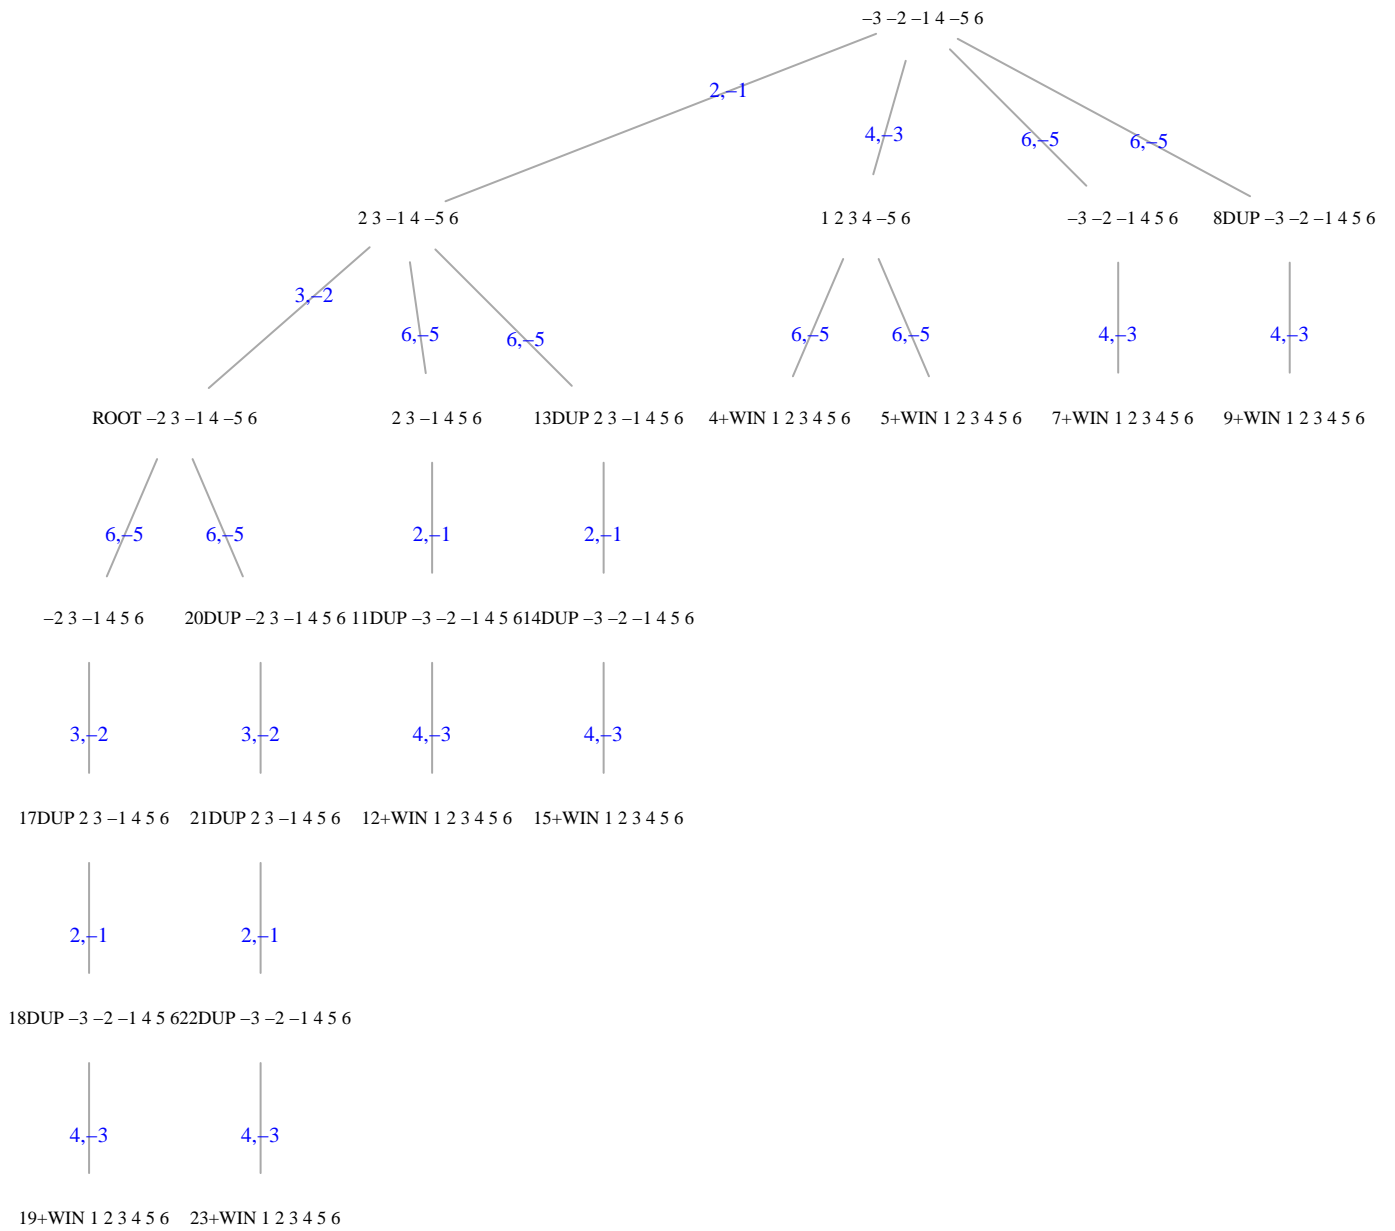 –3 –2 –1 4 –5 6
2,–1
4,–3
6,–5
6,–5
2 3 –1 4 –5 6
1 2 3 4 –5 6
–3 –2 –1 4 5 6
8DUP –3 –2 –1 4 5 6
3,–2
6,–5
6,–5
6,–5
6,–5
4,–3
4,–3
ROOT –2 3 –1 4 –5 6
2 3 –1 4 5 6
13DUP 2 3 –1 4 5 6
4+WIN 1 2 3 4 5 6
5+WIN 1 2 3 4 5 6
7+WIN 1 2 3 4 5 6
9+WIN 1 2 3 4 5 6
6,–5
6,–5
2,–1
2,–1
–2 3 –1 4 5 6
20DUP –2 3 –1 4 5 6
11DUP –3 –2 –1 4 5 6
14DUP –3 –2 –1 4 5 6
3,–2
3,–2
4,–3
4,–3
17DUP 2 3 –1 4 5 6
21DUP 2 3 –1 4 5 6
12+WIN 1 2 3 4 5 6
15+WIN 1 2 3 4 5 6
2,–1
2,–1
18DUP –3 –2 –1 4 5 6
22DUP –3 –2 –1 4 5 6
4,–3
4,–3
19+WIN 1 2 3 4 5 6
23+WIN 1 2 3 4 5 6